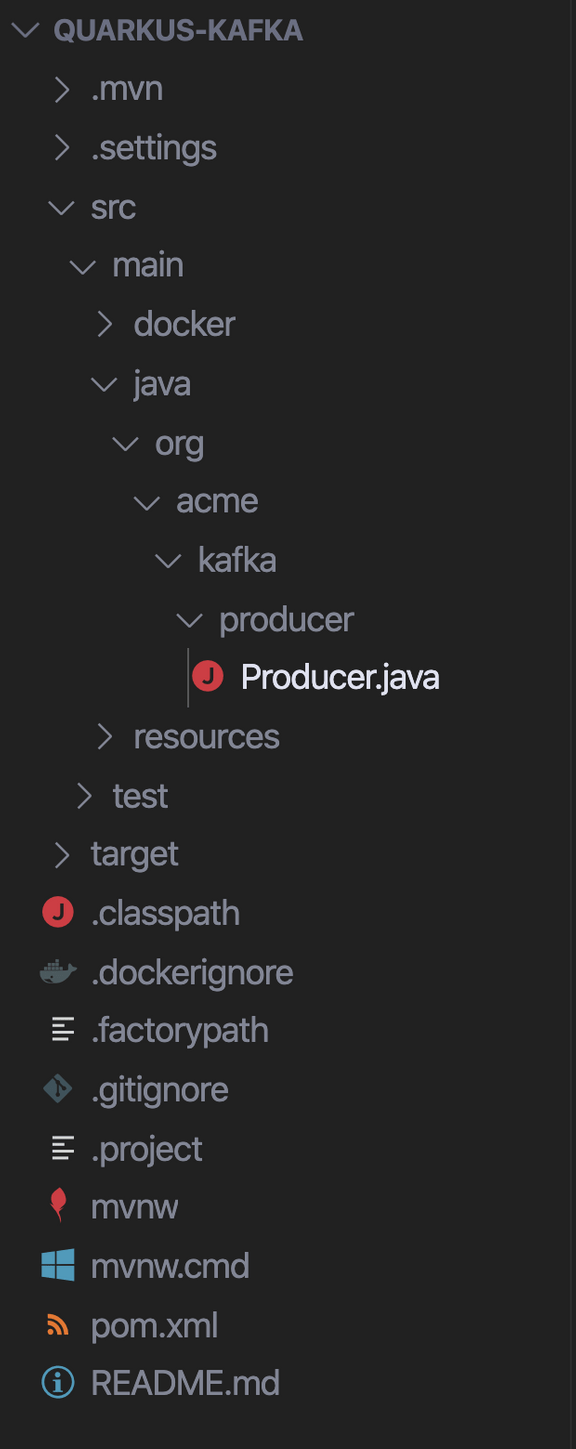 QUARKUS-KAFKA
.mvn
.settings
src
main
docker
java
org
acme
kafka
producer
J Producer.java
resources
test
target
J .classpath
.dockerignore
.factorypath
.gitignore
.project
mvnw
mvnw.cmd
pom.xml
README.md